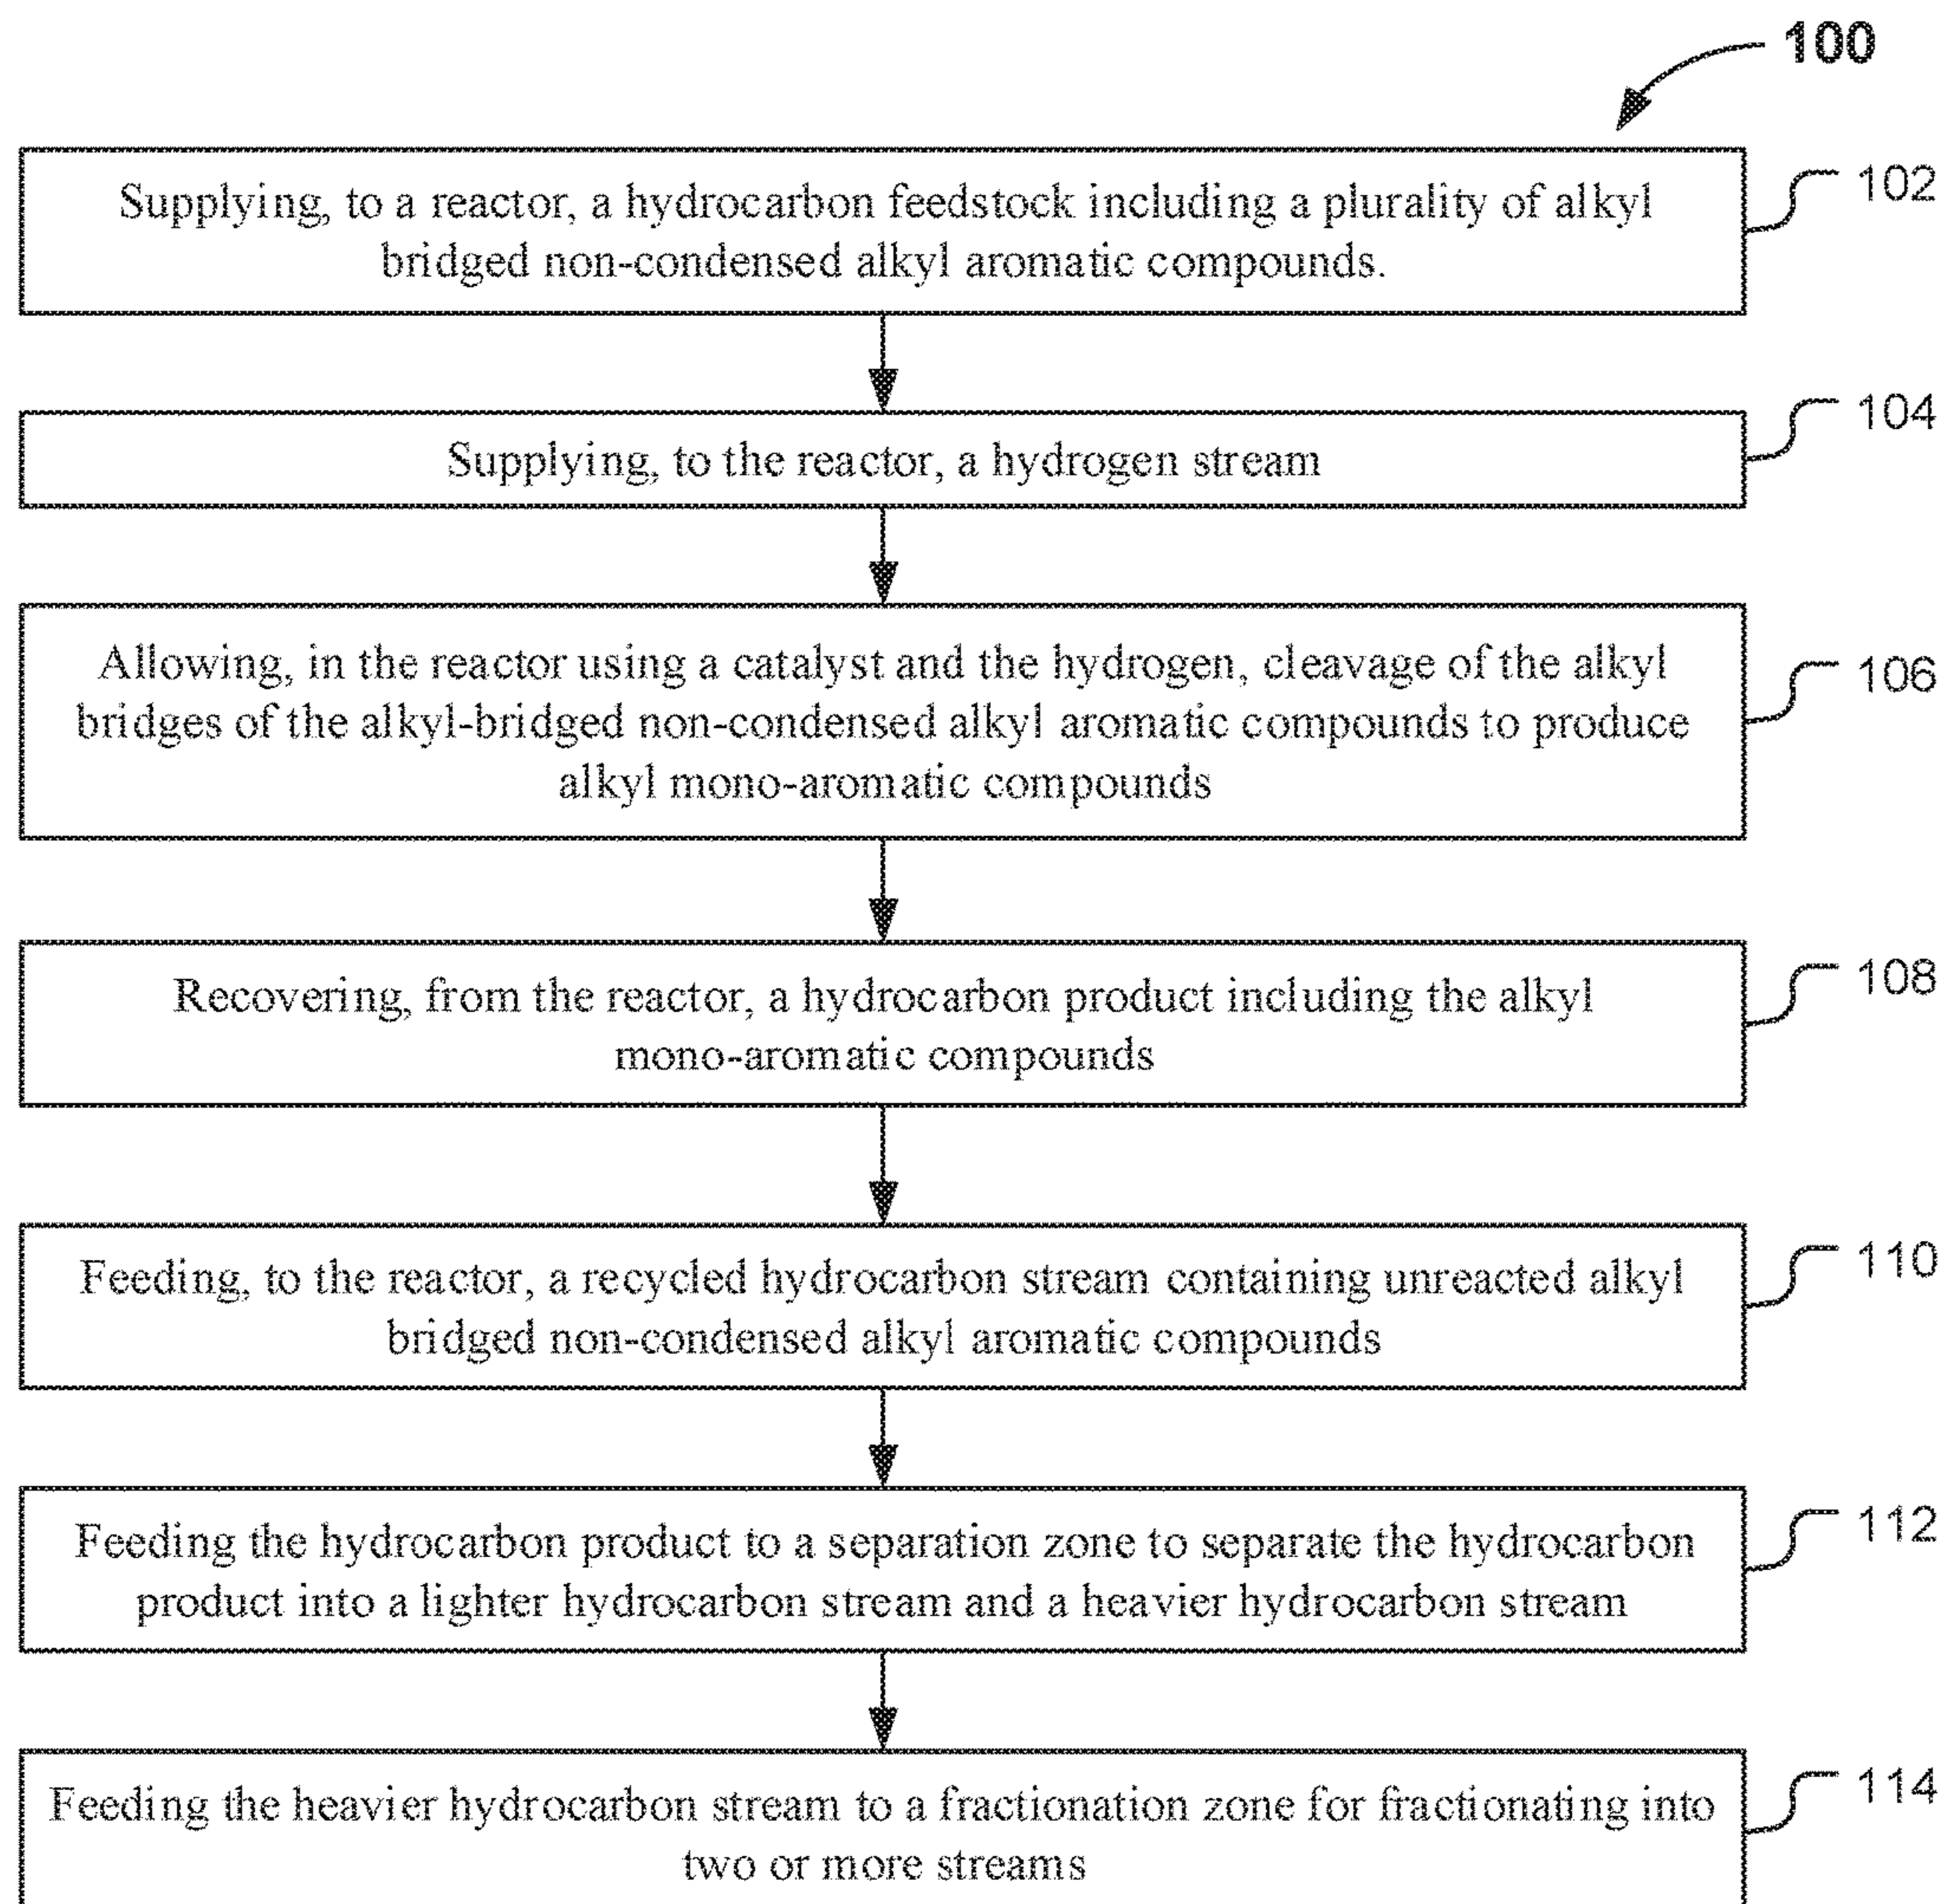 100
Supplying, to a reactor, a hydrocarbon feedstock including a plurality of alkyl
bridged non-condensed alkyl aromatic compounds.
102
Supplying, to the reactor, a hydrogen stream
104
Allowing, in the reactor using a catalyst and the hydrogen, cleavage of the alkyl
bridges of the alkyl-bridged non-condensed alkyl aromatic compounds to produce
alkyl mono-aromatic compounds
106
Recovering, from the reactor, a hydrocarbon product including the alkyl
mono-aromatic compounds
108
Feeding, to the reactor, a recycled hydrocarbon stream containing unreacted alkyl
bridged non-condensed alkyl aromatic compounds
110
Feeding the hydrocarbon product to a separation zone to separate the hydrocarbon
product into a lighter hydrocarbon stream and a heavier hydrocarbon stream
112
Feeding the heavier hydrocarbon stream to a fractionation zone for fractionating into
two or more streams
114